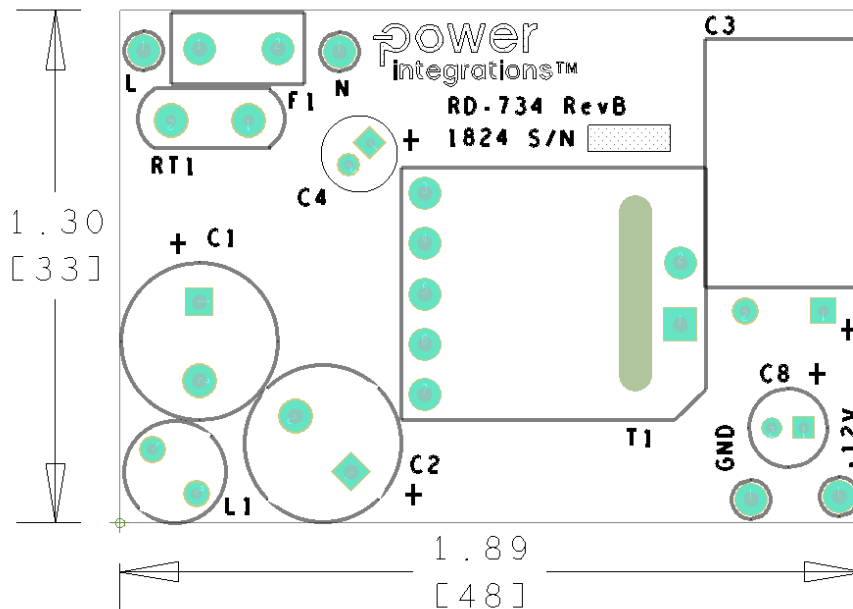 C3
power
integrations™
L
F1
N
RD-734 RevB
1824 S/N
RT1
C4
1.30
[33]
+ C1
C8 +
T1
GND
C2
L1
1.89
[48]